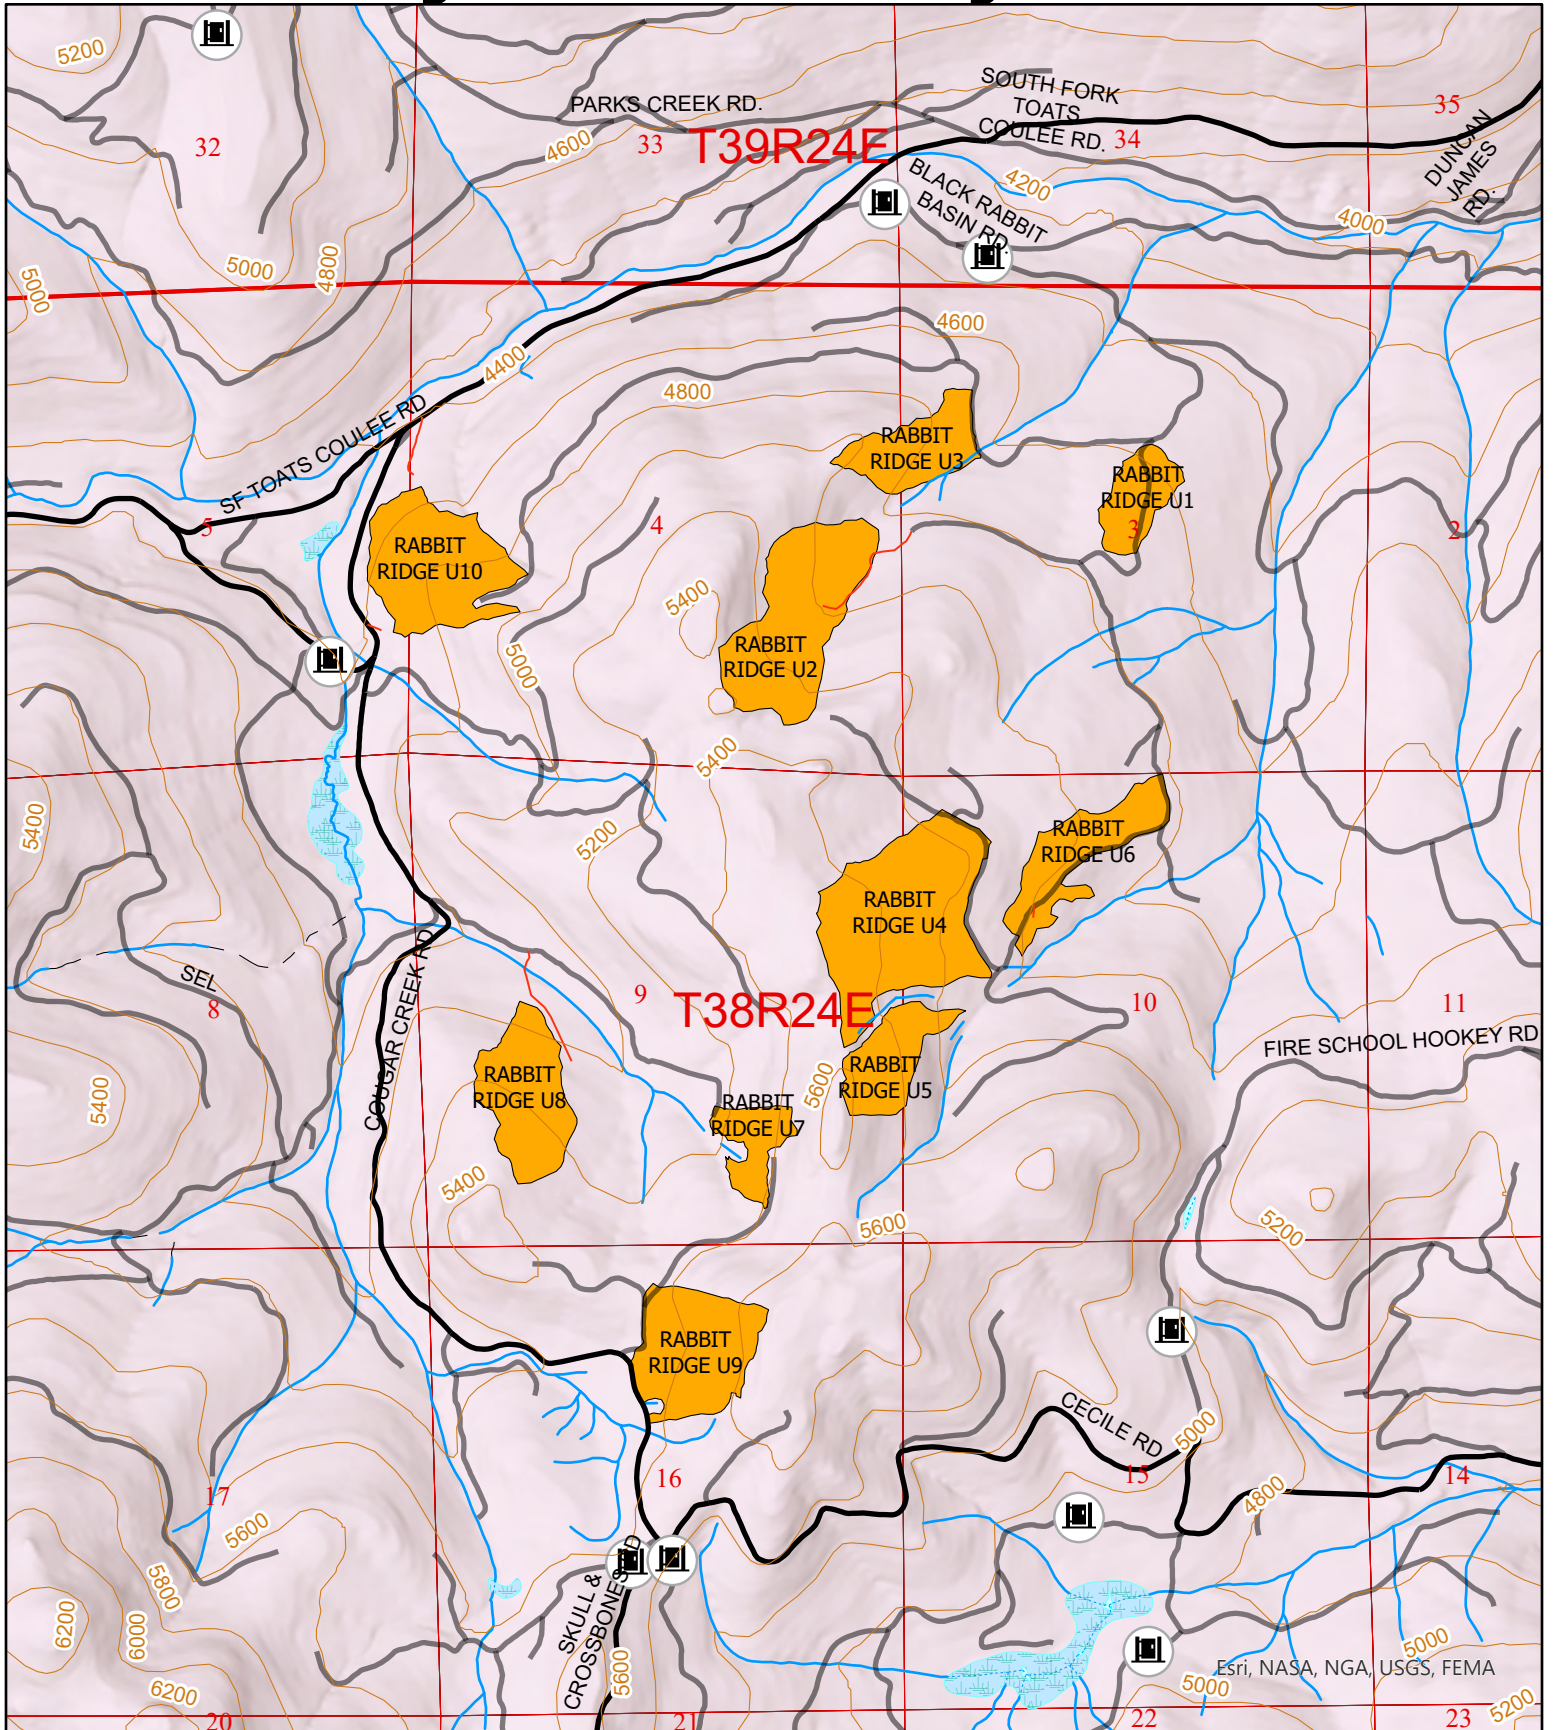 5200
PARKS CREEK RD.
SOUTH FORK
TOATS
COULEE RD.
35
32
4600
33
T39R24E
34
DUNCAN
JAMES
RD.
BLACK RABBIT
BASIN RD.
4200
4000
5000
5000
4800
4600
4400
4800
SF TOATS COULEE RD
RABBIT
RIDGE U3
RABBIT
RIDGE U1
5
4
3
2
RABBIT
RIDGE U10
5400
RABBIT
RIDGE U2
5000
5400
5400
5200
RABBIT
RIDGE U6
RABBIT
RIDGE U4
COUGAR CREEK RD
SEL
8
9
T38R24E
10
11
FIRE SCHOOL HOOKEY RD
5400
RABBIT
RIDGE U8
5600
RABBIT
RIDGE U5
RABBIT
RIDGE U7
5400
5600
5200
RABBIT
RIDGE U9
CECILE RD
5000
16
15
14
17
4800
5600
5800
6200
6000
SKULL &
CROSSBONES RD
5600
5000
Esri, NASA, NGA, USGS, FEMA
6200
5000
5200
20
21
22
23